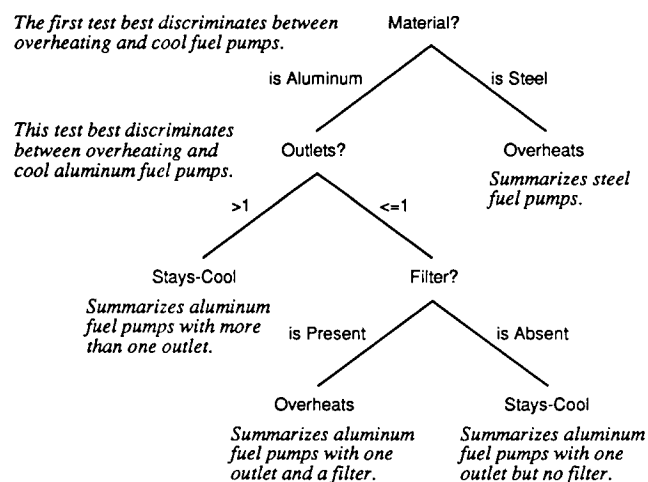 The first test best discriminates between
overheating and cool fuel pumps.
Material?
is Aluminum
is Steel
This test best discriminates
between overheating and
cool aluminum fuel pumps.
Outlets?
Overheats
Summarizes steel
fuel pumps.
>1
<=1
Stays-Cool
Summarizes aluminum
fuel pumps with more
than one outlet.
Filter?
is Present
is Absent
Overheats
Summarizes aluminum
fuel pumps with one
outlet and a filter.
Stays-Cool
Summarizes aluminum
fuel pumps with one
outlet but no filter.